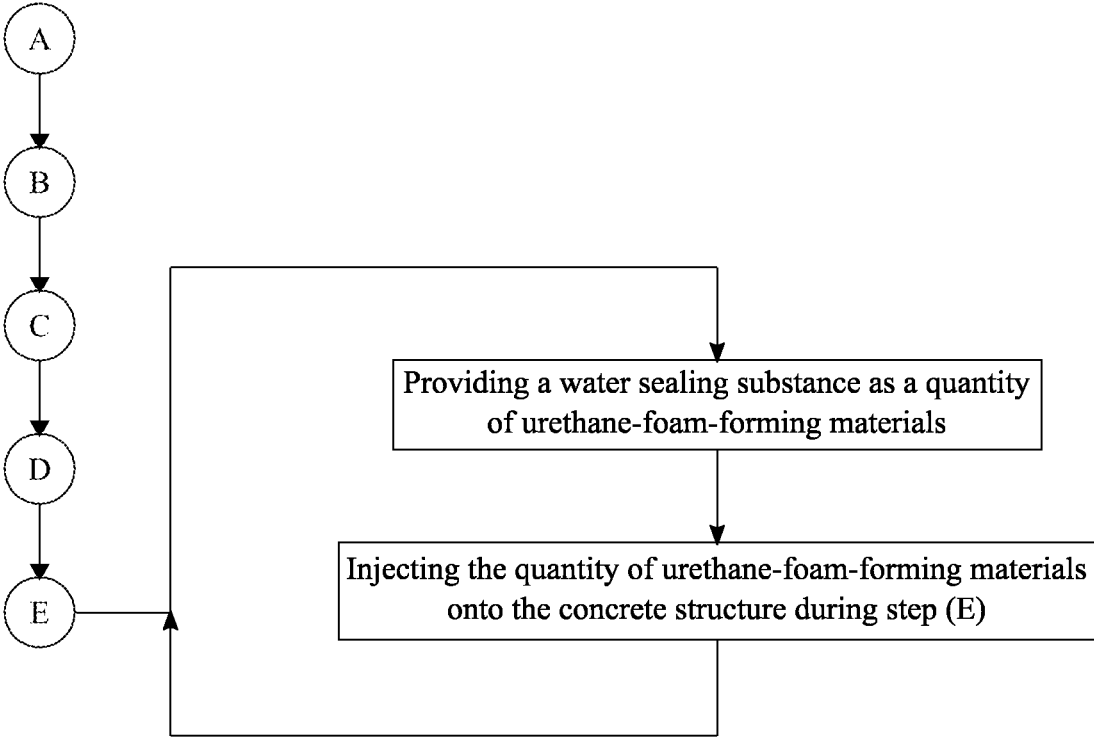 A
B
C
D
E
Providing a water sealing substance as a quantity
of urethane-foam-forming materials
Injecting the quantity of urethane-foam-forming materials
onto the concrete structure during step (E)